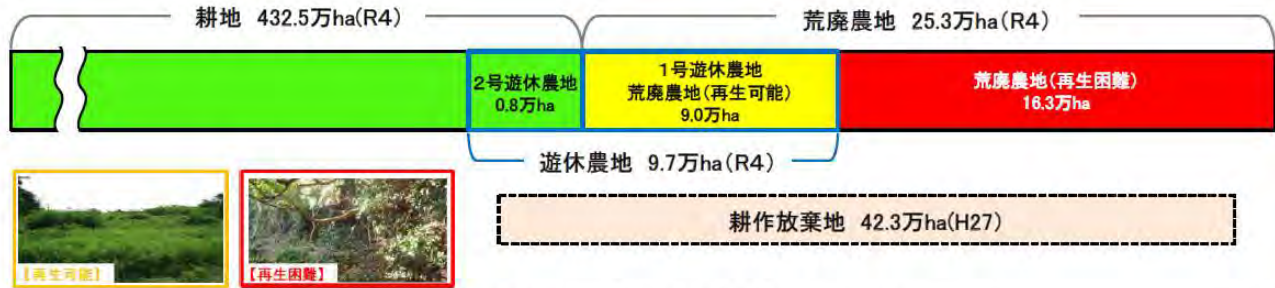 耕地 432.5万ha(R4)
荒廃農地 25.3万ha(R4)
2号遊休農地
0.8万ha
1号遊休農地
荒廃農地(再生可能)
9.0万ha
荒廃農地(再生困難)
16.3万ha
遊休農地 9.7万ha(R4)
耕作放棄地 42.3万ha(H27)
【再生可能】
【再生困難】